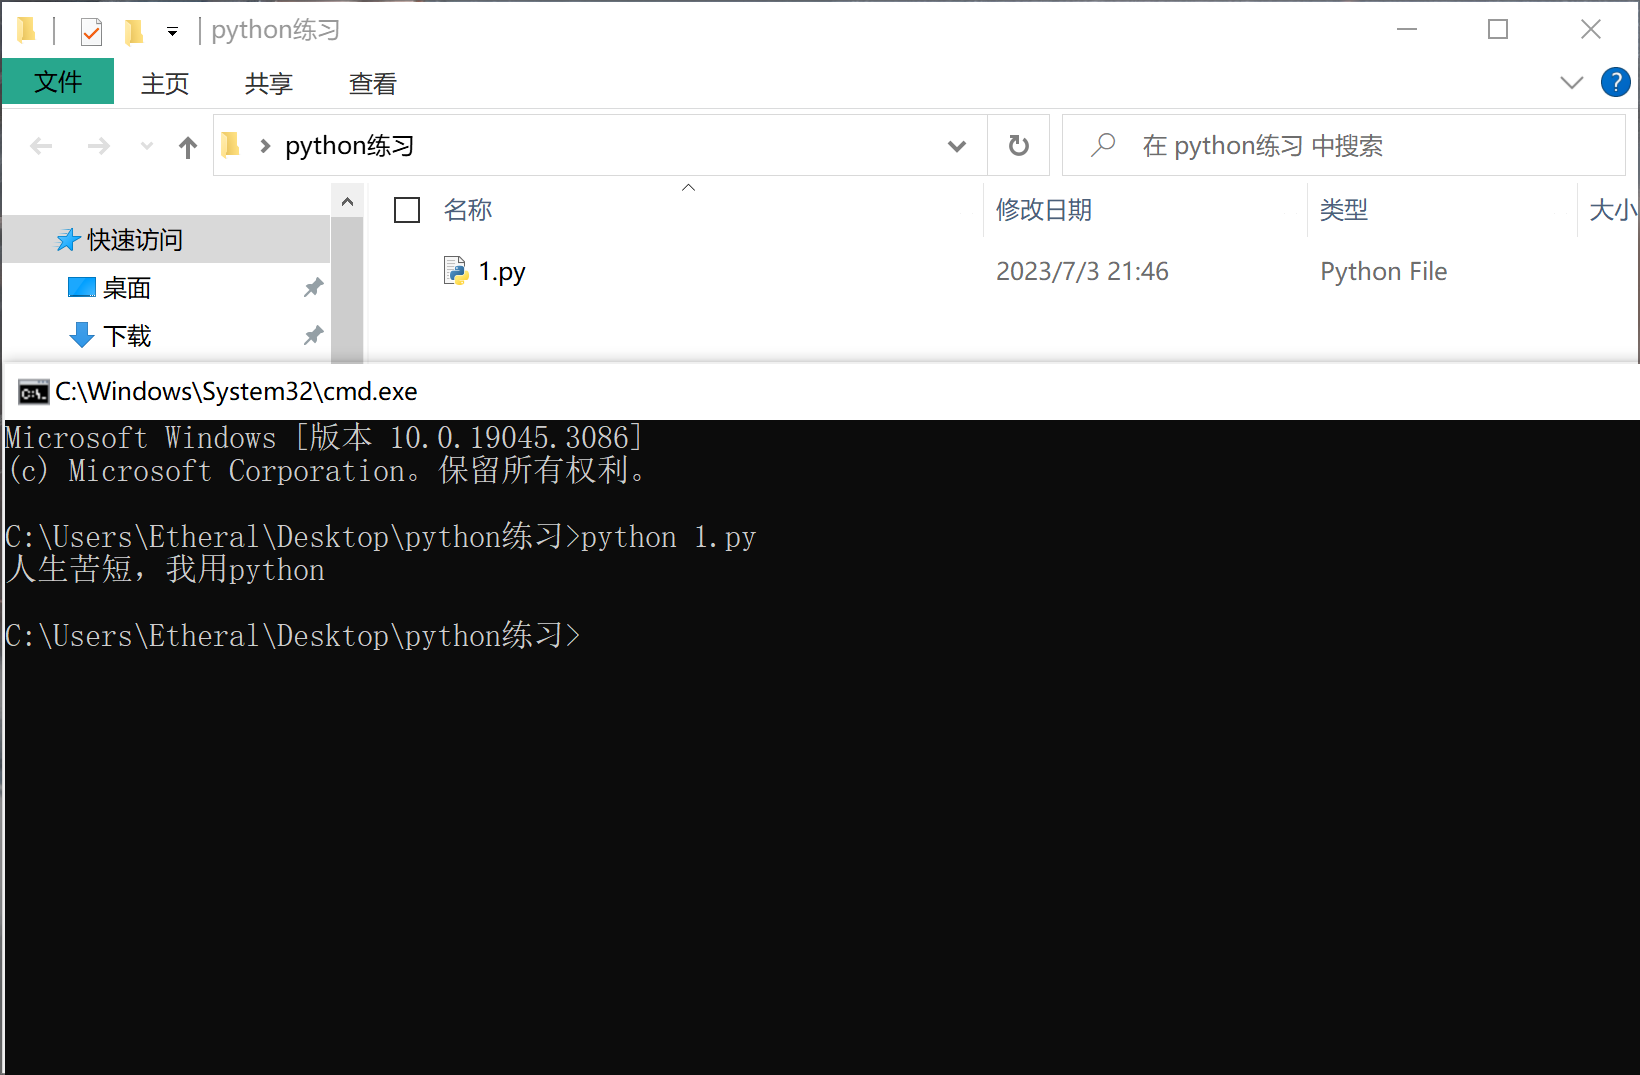 python练习
文件 主页 共享 查看 ?
python练习 在 python练习 中搜索
名称 修改日期 类型 大小
快速访问
1.py 2023/7/3 21:46 Python File
桌面
下载
C:\Windows\System32\cmd.exe
Microsoft Windows [版本 10.0.19045.3086]
(c) Microsoft Corporation。保留所有权利。
C:\Users\Etheral\Desktop\python练习>python 1.py
人生苦短，我用python
C:\Users\Etheral\Desktop\python练习>